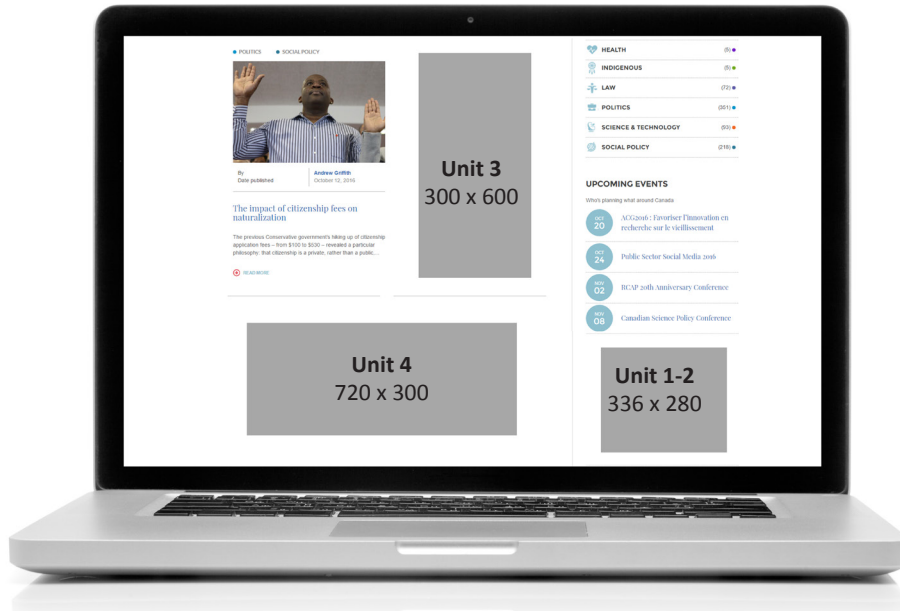 POLITICS SOCIAL POLICY
By Andrew Griffith
Date published October 12, 2016
The impact of citizenship fees on
naturalization
The previous Conservative government's hiking up of citizenship
application fees – from $100 to $530 – revealed a particular
philosophy: that citizenship is a private, rather than a public,...
READ MORE
Unit 3
300 x 600
Unit 4
720 x 300
HEALTH (5)
INDIGENOUS (5)
LAW (72)
POLITICS (301)
SCIENCE & TECHNOLOGY (93)
SOCIAL POLICY (218)
UPCOMING EVENTS
Who's planning what around Canada
OCT
20
ACG2016 : Favoriser l'innovation en
recherche sur le vieillissement
OCT
24
Public Sector Social Media 2016
NOV
02
RCAP 20th Anniversary Conference
NOV
08
Canadian Science Policy Conference
Unit 1-2
336 x 280